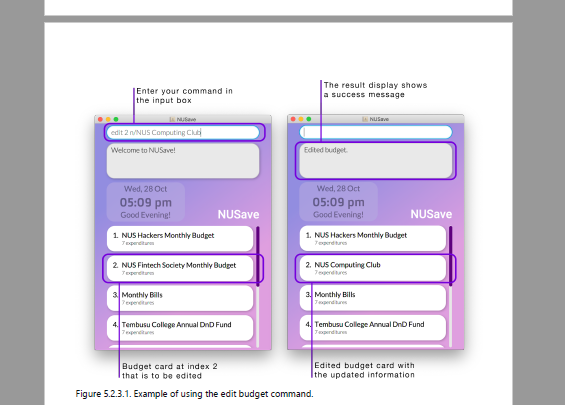 Enter your command in
the input box
The result display shows
a success message
NUSave
edit 2 n/NUS Computing Club
Welcome to NUSave!
Wed, 28 Oct
05:09 pm
Good Evening!
NUSave
1. NUS Hackers Monthly Budget
7 expenditures
2. NUS Fintech Society Monthly Budget
7 expenditures
3. Monthly Bills
7 expenditures
4. Tembusu College Annual DnD Fund
7 expenditures
Budget card at index 2
that is to be edited
NUSave
Edited budget.
Wed, 28 Oct
05:09 pm
Good Evening!
NUSave
1. NUS Hackers Monthly Budget
7 expenditures
2. NUS Computing Club
7 expenditures
3. Monthly Bills
7 expenditures
4. Tembusu College Annual DnD Fund
7 expenditures
Edited budget card with
the updated information
Figure 5.2.3.1. Example of using the edit budget command.